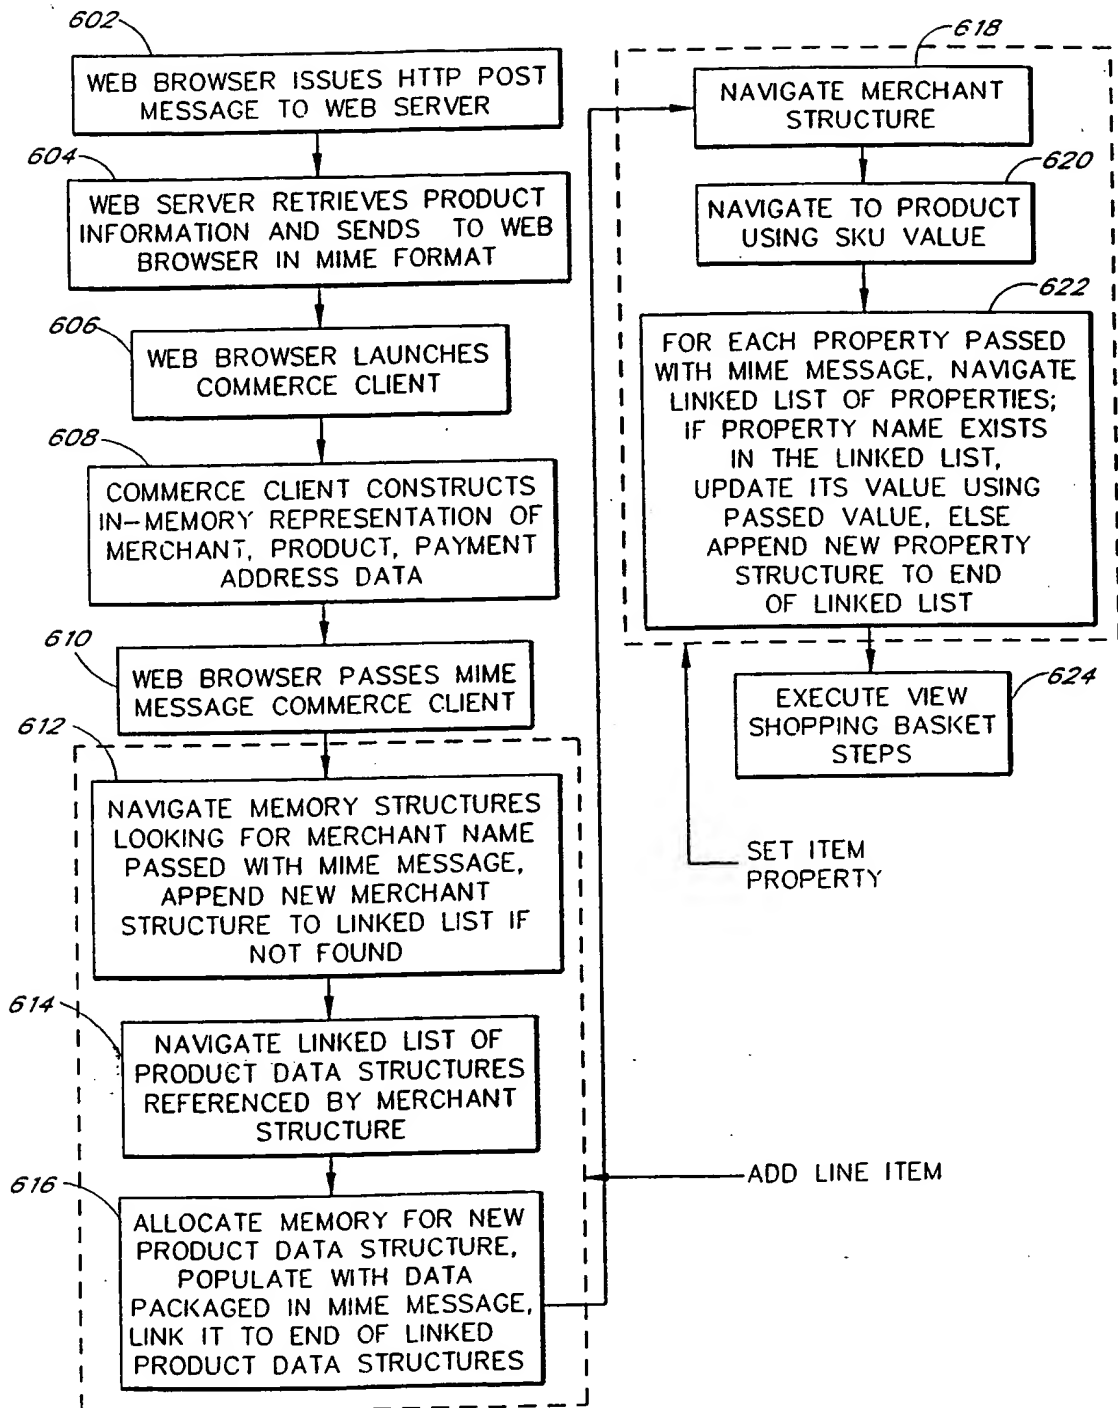 602
WEB BROWSER ISSUES HTTP POST
MESSAGE TO WEB SERVER
604
WEB SERVER RETRIEVES PRODUCT
INFORMATION AND SENDS TO WEB
BROWSER IN MIME FORMAT
606
WEB BROWSER LAUNCHES
COMMERCE CLIENT
608
COMMERCE CLIENT CONSTRUCTS
IN-MEMORY REPRESENTATION OF
MERCHANT, PRODUCT, PAYMENT
ADDRESS DATA
610
WEB BROWSER PASSES MIME
MESSAGE COMMERCE CLIENT
612
NAVIGATE MEMORY STRUCTURES
LOOKING FOR MERCHANT NAME
PASSED WITH MIME MESSAGE,
APPEND NEW MERCHANT
STRUCTURE TO LINKED LIST IF
NOT FOUND
614
NAVIGATE LINKED LIST OF
PRODUCT DATA STRUCTURES
REFERENCED BY MERCHANT
STRUCTURE
616
ALLOCATE MEMORY FOR NEW
PRODUCT DATA STRUCTURE,
POPULATE WITH DATA
PACKAGED IN MIME MESSAGE,
LINK IT TO END OF LINKED
PRODUCT DATA STRUCTURES
ADD LINE ITEM
618
NAVIGATE MERCHANT
STRUCTURE
620
NAVIGATE TO PRODUCT
USING SKU VALUE
622
FOR EACH PROPERTY PASSED
WITH MIME MESSAGE, NAVIGATE
LINKED LIST OF PROPERTIES;
IF PROPERTY NAME EXISTS
IN THE LINKED LIST,
UPDATE ITS VALUE USING
PASSED VALUE, ELSE
APPEND NEW PROPERTY
STRUCTURE TO END
OF LINKED LIST
624
EXECUTE VIEW
SHOPPING BASKET
STEPS
SET ITEM
PROPERTY